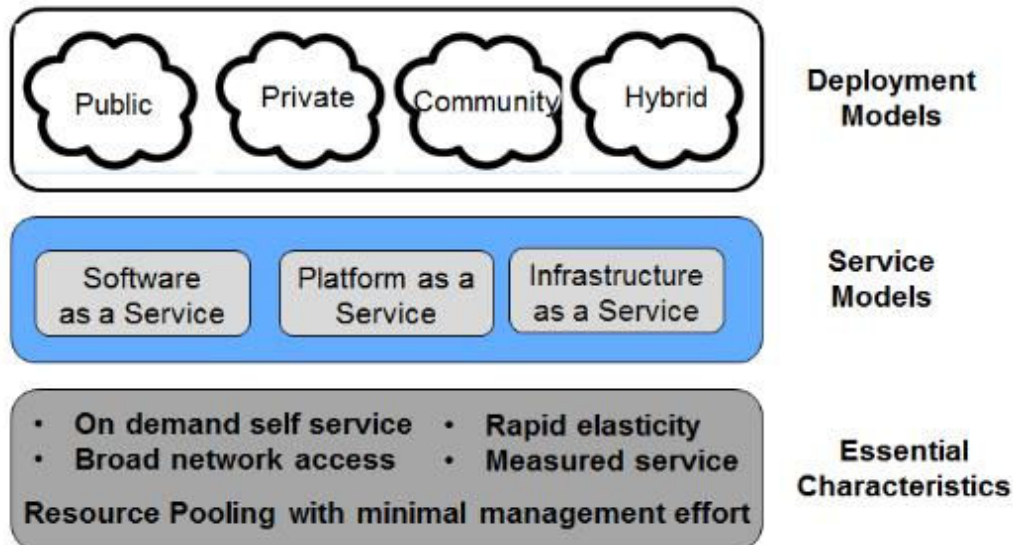 Public
Private
Community
Hybrid
Deployment
Models
Software
as a Service
Platform as a
Service
Infrastructure
as a Service
Service
Models
• On demand self service
• Broad network access
• Rapid elasticity
• Measured service
Resource Pooling with minimal management effort
Essential
Characteristics